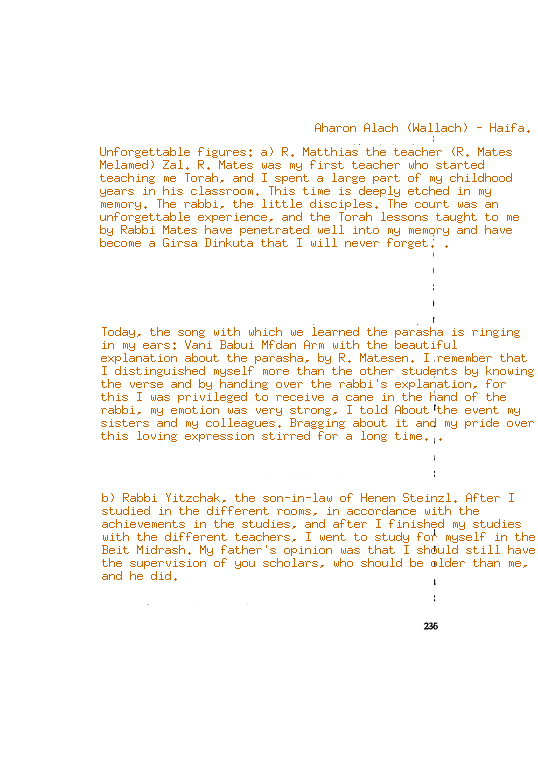 Aharon Alach (Wallach) - Haifa.
Unforgettable figures: a) R. Matthias the teacher (R. Mates
Melamed) Zal. R. Mates was my first teacher who started
teaching me Torah, and I spent a large part of my childhood
years in his classroom. This time is deeply etched in my
memory. The rabbi, the little disciples. The court was an
unforgettable experience, and the Torah lessons taught to me
by Rabbi Mates have penetrated well into my memory and have
become a Girsa Dinkuta that I will never forget. .
Today, the song with which we learned the parasha is ringing
in my ears: Vani Babui Mfdan Arm with the beautiful
explanation about the parasha, by R. Matesen. I remember that
I distinguished myself more than the other students by knowing
the verse and by handing over the rabbi's explanation, for
this I was privileged to receive a cane in the hand of the
rabbi, my emotion was very strong, I told About the event my
sisters and my colleagues. Bragging about it and my pride over
this loving expression stirred for a long time. .
b) Rabbi Yitzchak, the son-in-law of Henen Steinzl. After I
studied in the different rooms, in accordance with the
achievements in the studies, and after I finished my studies
with the different teachers, I went to study for myself in the
Beit Midrash. My father's opinion was that I should still have
the supervision of you scholars, who should be older than me,
and he did.
236